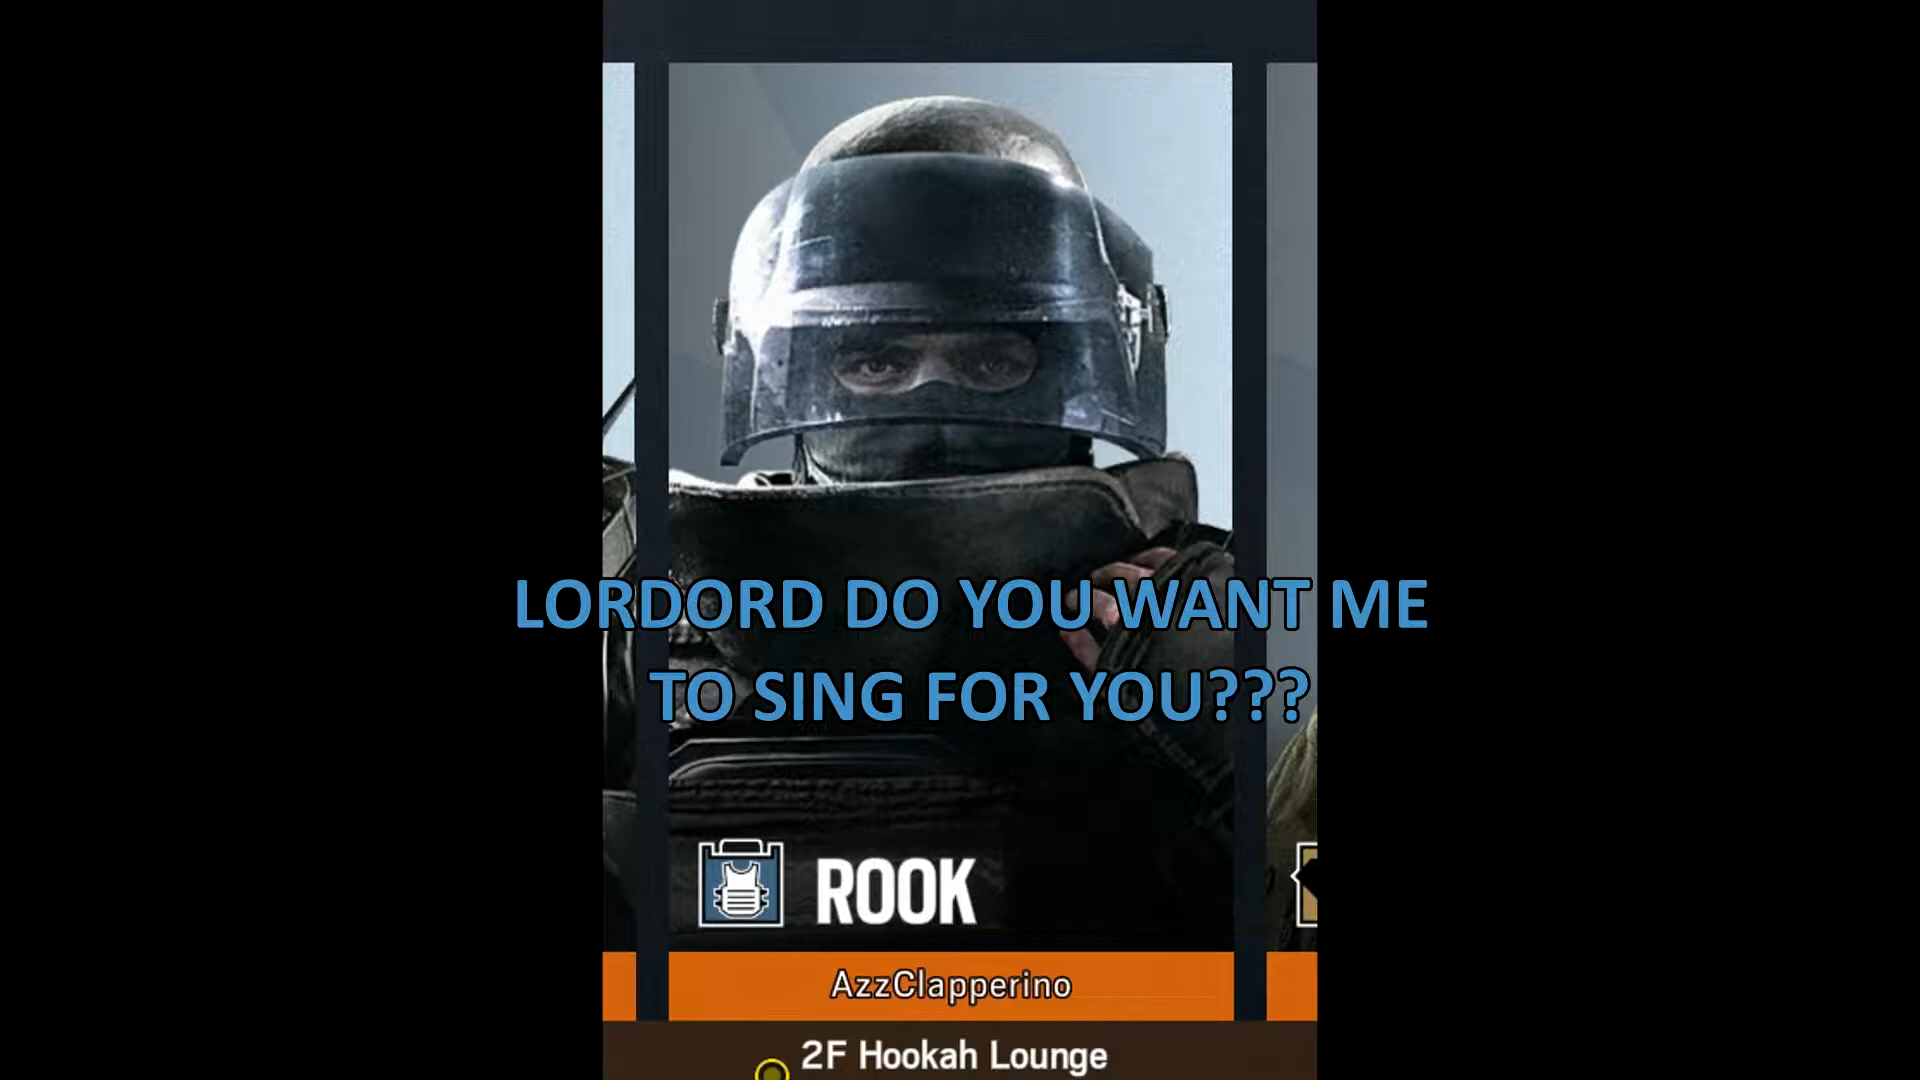 LORDORD DO YOU WANT ME
TO SING FOR YOU???
ROOK
AzzClapperino
2F Hookah Lounge